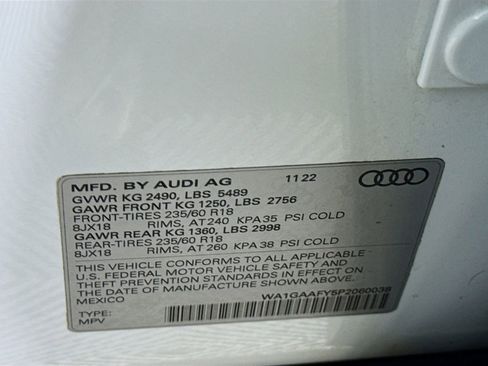 MFD. BY AUDI AG 11 22
GVWR KG 2490, LBS 5489
GAWR FRONT KG 1250, LBS 2756
FRONT-TIRES 235/60 R18
8JX18 RIMS, AT 240 KPA 35 PSI COLD
GAWR REAR KG 1360, LBS 2998
REAR-TIRES 235/60 R18
8JX18 RIMS, AT 260 KPA 38 PSI COLD
THIS VEHICLE CONFORMS TO ALL APPLICABLE
U.S. FEDERAL MOTOR VEHICLE SAFETY AND
THEFT PREVENTION STANDARDS IN EFFECT ON
THE DATE OF MANUFACTURE SHOWN ABOVE.
MEXICO WA1GAAFY5P2060038
TYPE:
MPV